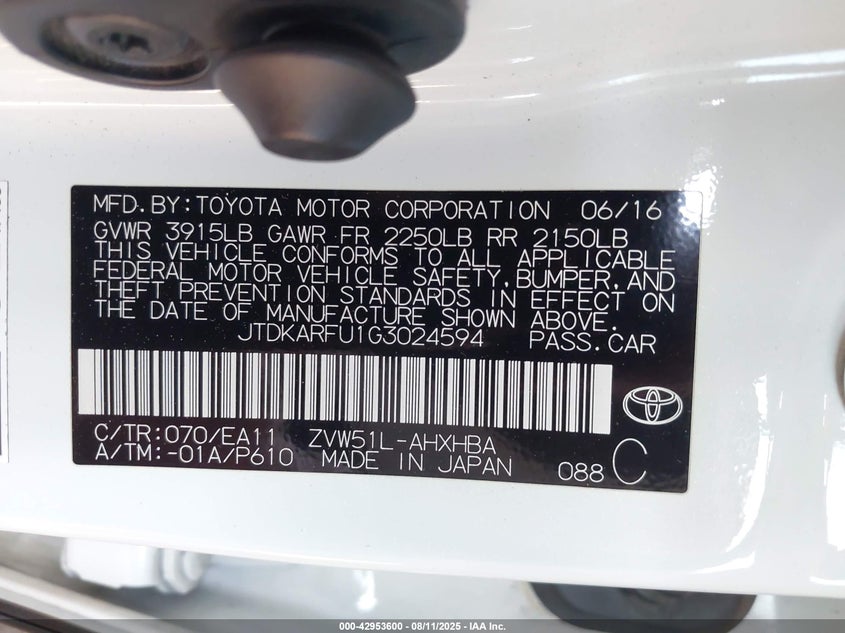 MFD.BY:TOYOTA MOTOR CORPORATION 06/16
GVWR 3915LB GAWR FR 2250LB RR 2150LB
THIS VEHICLE CONFORMS TO ALL APPLICABLE
FEDERAL MOTOR VEHICLE SAFETY,BUMPER,AND
THEFT PREVENTION STANDARDS IN EFFECT ON
THE DATE OF MANUFACTURE SHOWN ABOVE.
JTDKARFU1G3024594 PASS.CAR
C/TR:070/EA11 ZVW51L-AHXHBA
A/TM:-01A/P610 MADE IN JAPAN 088 C
000-42953600 - 08/11/2025 - IAA Inc.